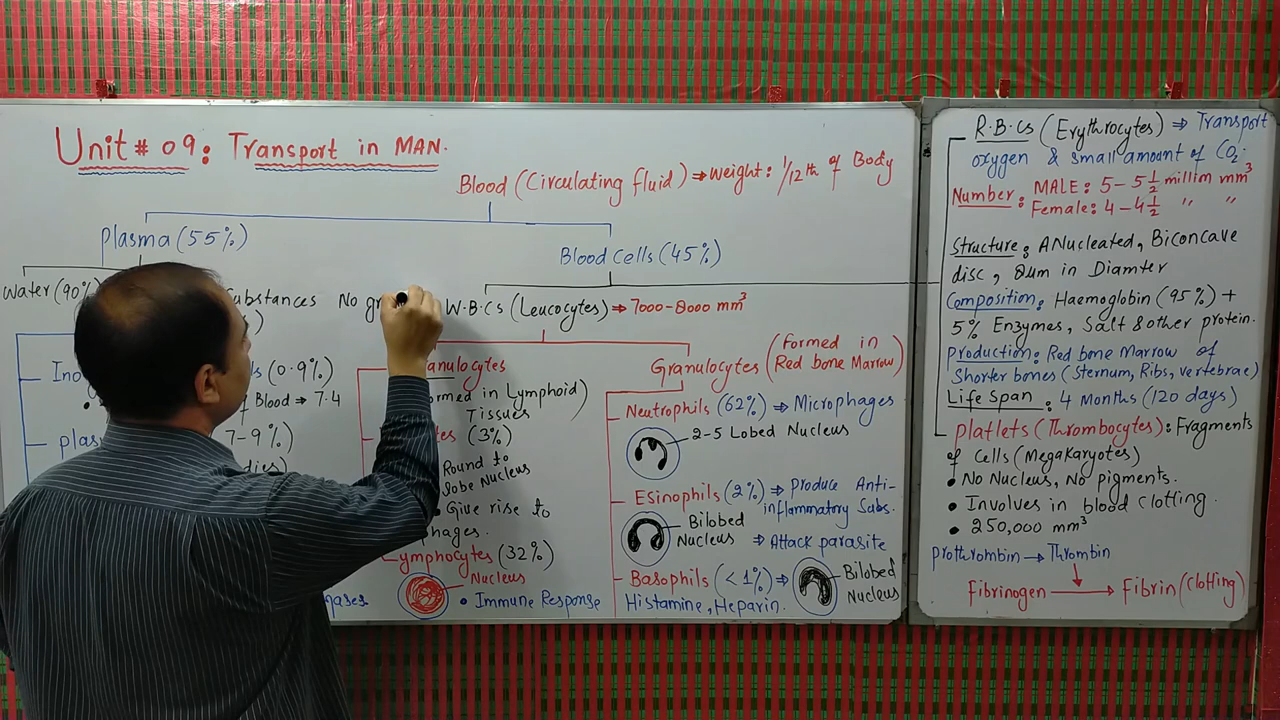 Unit # 09: Transport in MAN.
Blood (Circulating fluid) ⇒ Weight: 1/12th of Body
Plasma (55%)
Blood Cells (45%)
Water (90%
Substances No
W.B.Cs (Leucocytes) ⇒ 7000-8000 mm³
(0.9%)
of Blood ⇒ 7.4
7-9%)
anulocytes
ormed in Lymphoid)
Tissues
tes (3%)
Round to
lobe Nucleus
• Give rise to
phages.
Lymphocytes (32%)
Nucleus
• Immune Response
Granulocytes (Formed in
Red bone Marrow)
Neutrophils (62%) ⇒ Microphages
2-5 Lobed Nucleus
Esinophils (2%) ⇒ Produce Anti-
inflammatory Subs.
Bilobed
Nucleus ⇒ Attack parasite
Basophils (<1%) ⇒ Bilobed
Nucleus
Histamine, Heparin.
R.B.Cs (Erythrocytes) ⇒ Transport
oxygen & small amount of CO₂.
Number: MALE: 5-5½ millim mm³
Female: 4-4½ " "
Structure: ANucleated, Biconcave
disc, 8um in Diamter
Composition: Haemoglobin (95%) +
5% Enzymes, Salt & other protein.
Production: Red bone Marrow of
Shorter bones (Sternum, Ribs, vertebrae)
Life Span: 4 Months (120 days)
Platlets (Thrombocytes): Fragments
of Cells (Megakaryotes)
• No Nucleus, No pigments.
• Involves in blood clotting.
• 250,000 mm³
Prothrombin → Thrombin
Fibrinogen → Fibrin (Clotting)